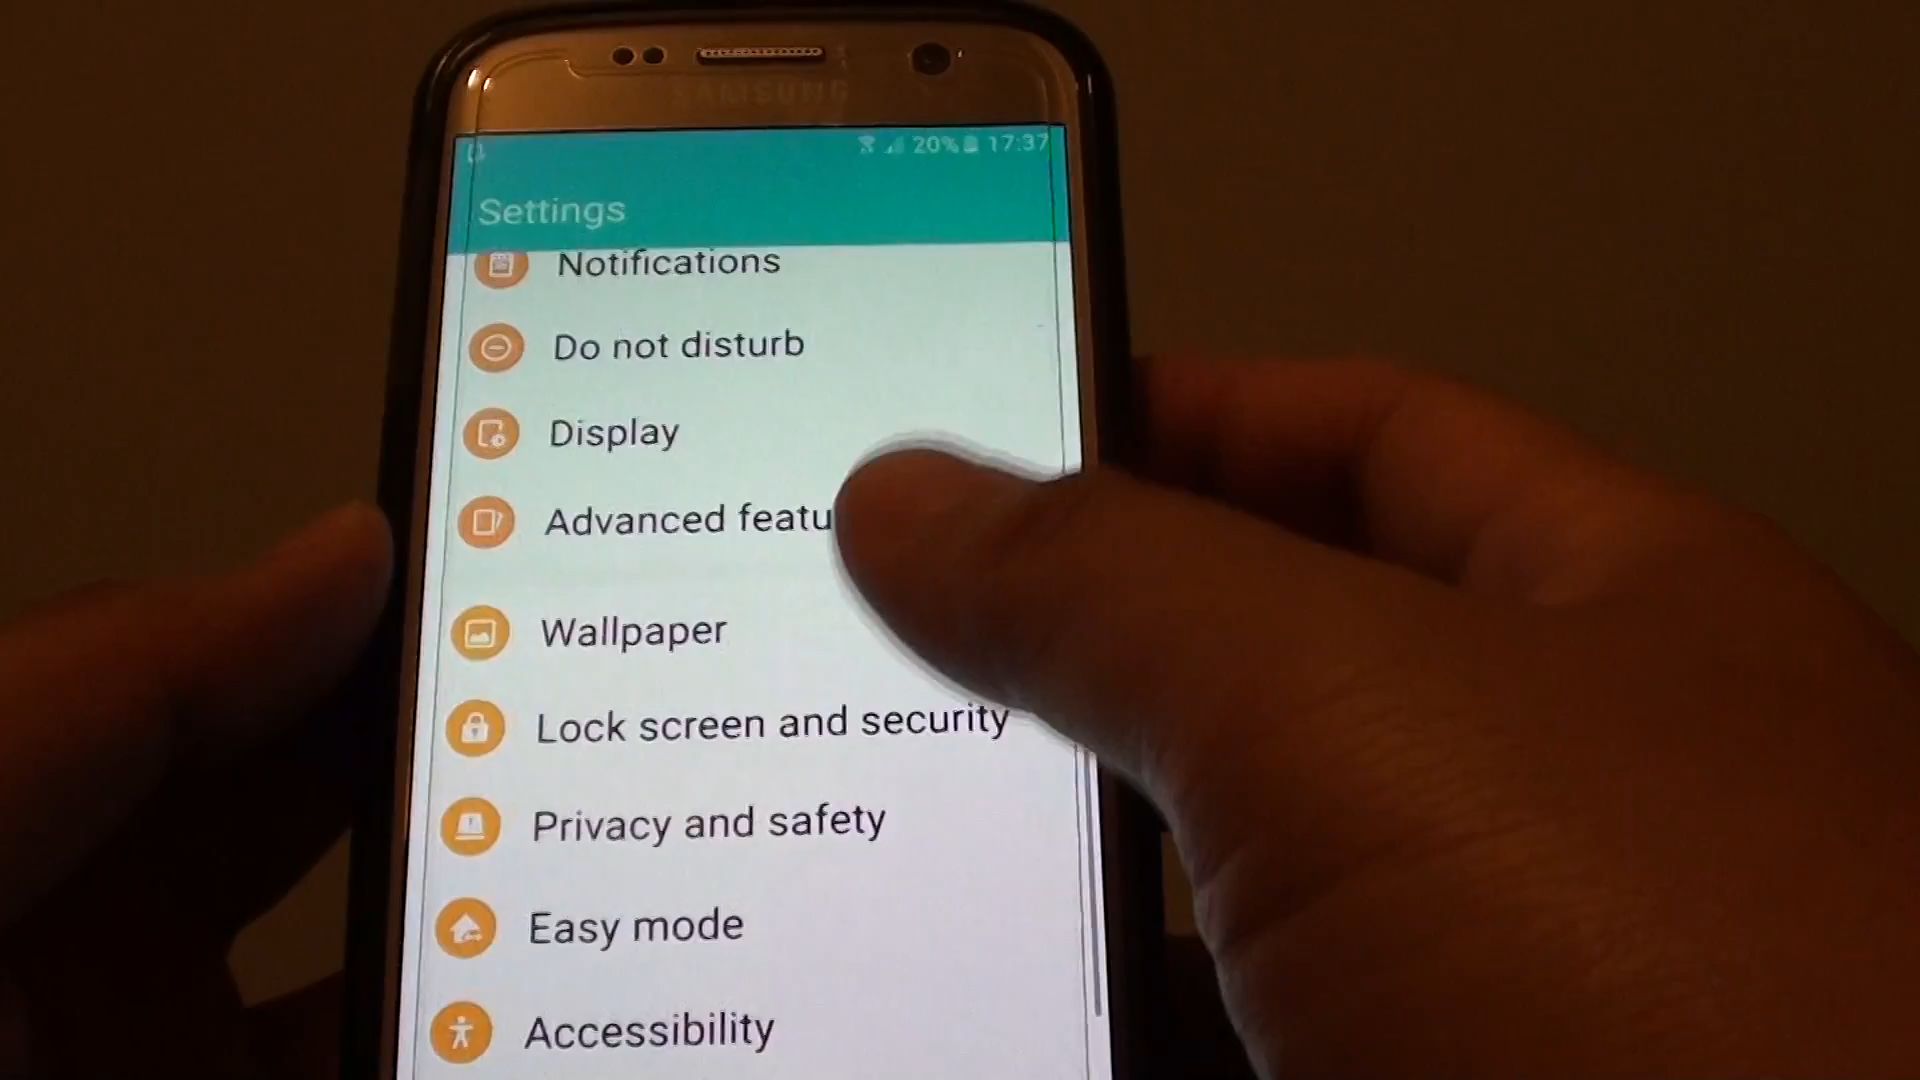 SAMSUNG
20% 17:37
Settings
Notifications
Do not disturb
Display
Advanced featu
Wallpaper
Lock screen and security
Privacy and safety
Easy mode
Accessibility